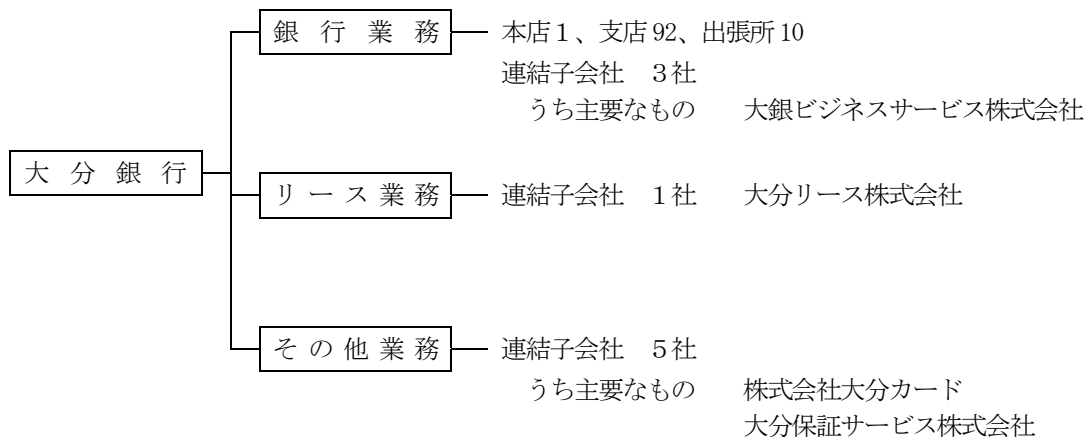 銀行業務 本店1、支店92、出張所10
連結子会社 3社
うち主要なもの 大銀ビジネスサービス株式会社
大分銀行
リース業務 連結子会社 1社 大分リース株式会社
その他業務 連結子会社 5社
うち主要なもの 株式会社大分カード
大分保証サービス株式会社